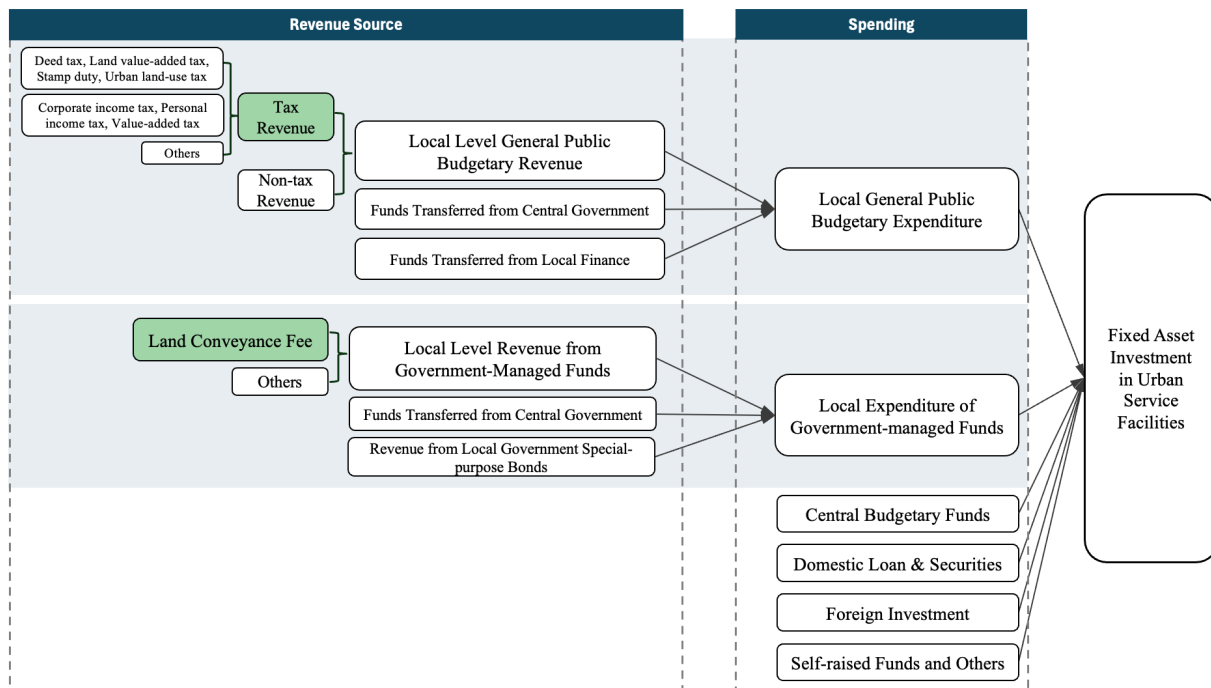 Revenue Source
Spending
Deed tax, Land value-added tax,
Stamp duty, Urban land-use tax
Corporate income tax, Personal
income tax, Value-added tax
Others
Tax
Revenue
Non-tax
Revenue
Local Level General Public
Budgetary Revenue
Funds Transferred from Central Government
Funds Transferred from Local Finance
Local General Public
Budgetary Expenditure
Land Conveyance Fee
Others
Local Level Revenue from
Government-Managed Funds
Funds Transferred from Central Government
Revenue from Local Government Special-
purpose Bonds
Local Expenditure of
Government-managed Funds
Central Budgetary Funds
Domestic Loan & Securities
Foreign Investment
Self-raised Funds and Others
Fixed Asset
Investment
in Urban
Service
Facilities